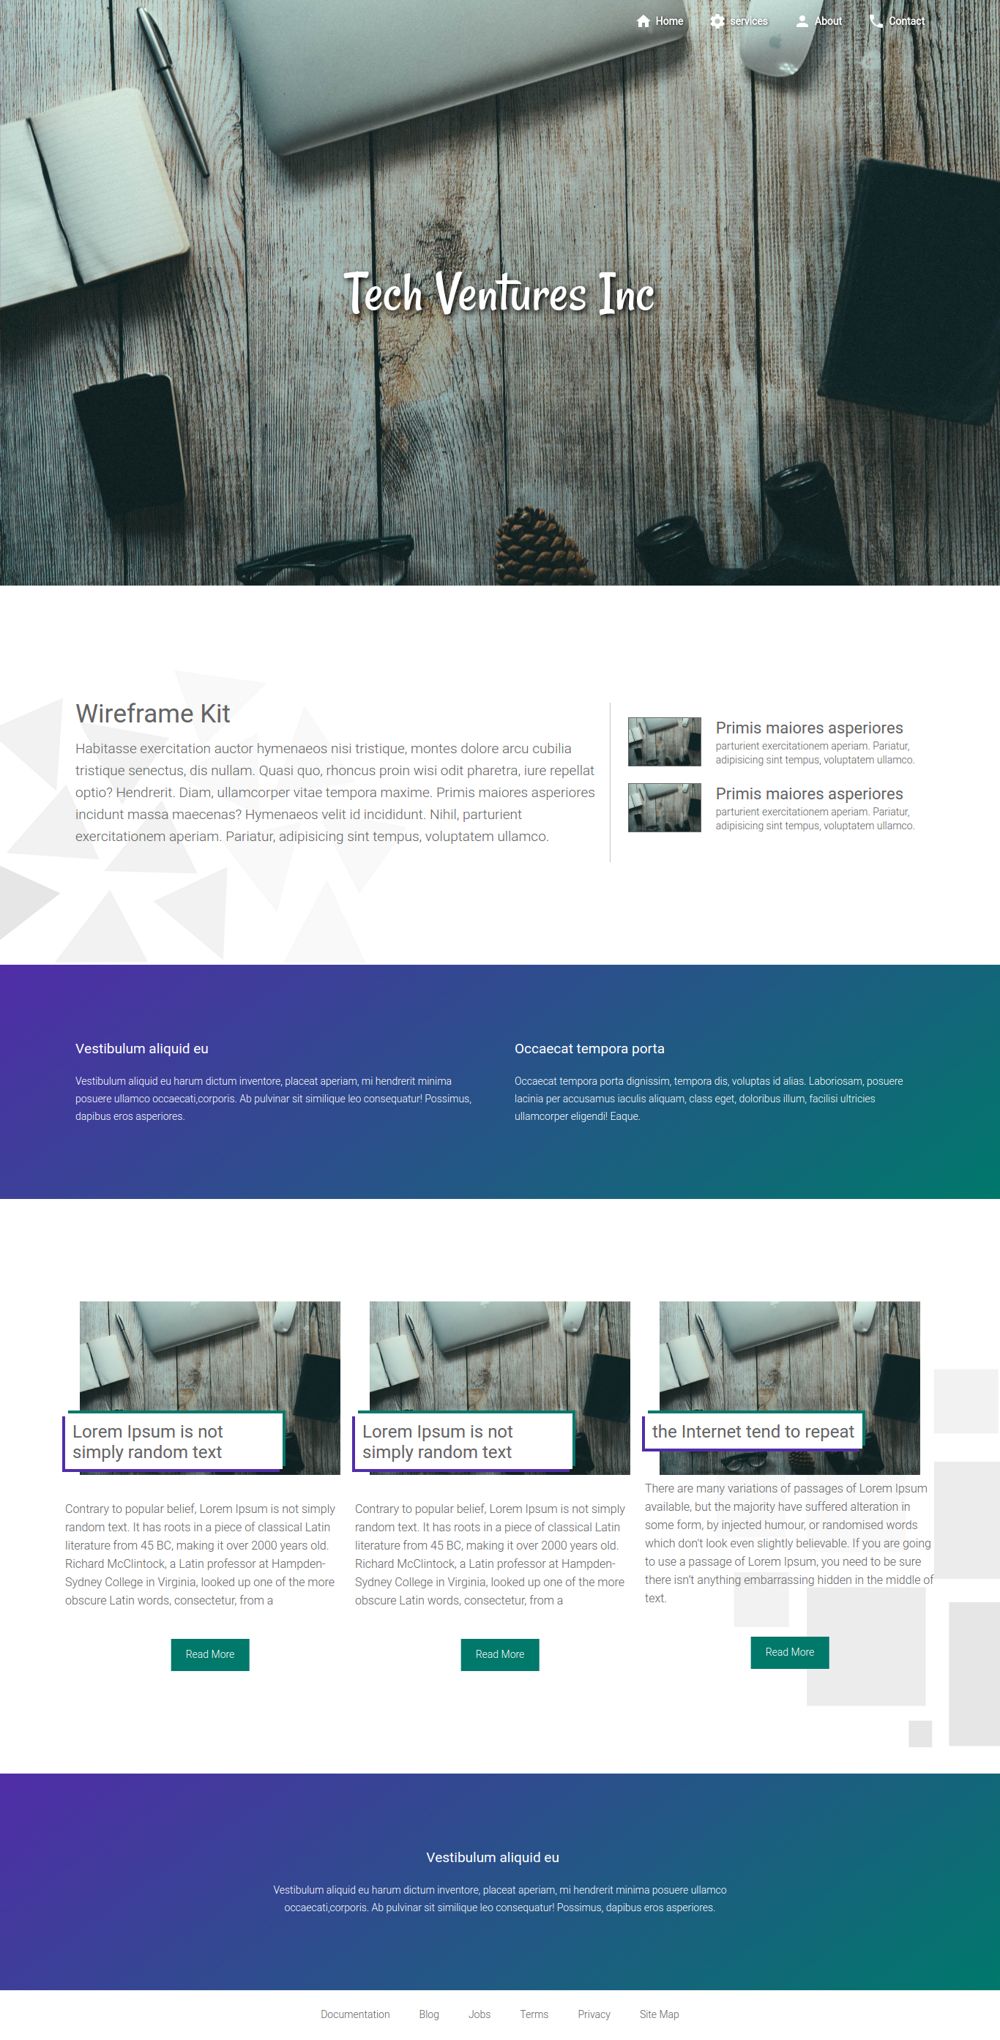 Home services About Contact
Tech Ventures Inc
Wireframe Kit
Habitasse exercitation auctor hymenaeos nisi tristique, montes dolore arcu cubilia
tristique senectus, dis nullam. Quasi quo, rhoncus proin wisi odit pharetra, iure repellat
optio? Hendrerit. Diam, ullamcorper vitae tempora maxime. Primis maiores asperiores
incidunt massa maecenas? Hymenaeos velit id incididunt. Nihil, parturient
exercitationem aperiam. Pariatur, adipisicing sint tempus, voluptatem ullamco.
Primis maiores asperiores
parturient exercitationem aperiam. Pariatur,
adipisicing sint tempus, voluptatem ullamco.
Primis maiores asperiores
parturient exercitationem aperiam. Pariatur,
adipisicing sint tempus, voluptatem ullamco.
Vestibulum aliquid eu
Vestibulum aliquid eu harum dictum inventore, placeat aperiam, mi hendrerit minima
posuere ullamco occaecati,corporis. Ab pulvinar sit similique leo consequatur! Possimus,
dapibus eros asperiores.
Occaecat tempora porta
Occaecat tempora porta dignissim, tempora dis, voluptas id alias. Laboriosam, posuere
lacinia per accusamus iaculis aliquam, class eget, doloribus illum, facilisi ultricies
ullamcorper eligendi! Eaque.
Lorem Ipsum is not
simply random text
Contrary to popular belief, Lorem Ipsum is not simply
random text. It has roots in a piece of classical Latin
literature from 45 BC, making it over 2000 years old.
Richard McClintock, a Latin professor at Hampden-
Sydney College in Virginia, looked up one of the more
obscure Latin words, consectetur, from a
Read More
Lorem Ipsum is not
simply random text
Contrary to popular belief, Lorem Ipsum is not simply
random text. It has roots in a piece of classical Latin
literature from 45 BC, making it over 2000 years old.
Richard McClintock, a Latin professor at Hampden-
Sydney College in Virginia, looked up one of the more
obscure Latin words, consectetur, from a
Read More
the Internet tend to repeat
There are many variations of passages of Lorem Ipsum
available, but the majority have suffered alteration in
some form, by injected humour, or randomised words
which don't look even slightly believable. If you are going
to use a passage of Lorem Ipsum, you need to be sure
there isn't anything embarrassing hidden in the middle of
text.
Read More
Vestibulum aliquid eu
Vestibulum aliquid eu harum dictum inventore, placeat aperiam, mi hendrerit minima posuere ullamco
occaecati,corporis. Ab pulvinar sit similique leo consequatur! Possimus, dapibus eros asperiores.
Documentation Blog Jobs Terms Privacy Site Map